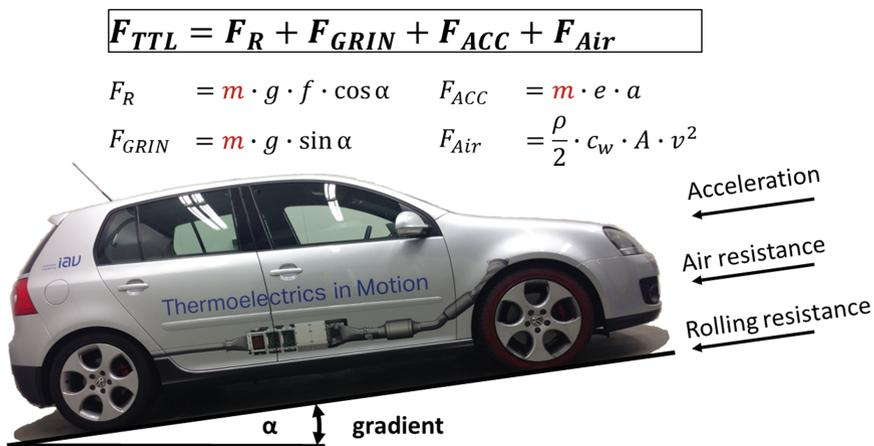 F_TTL = F_R + F_GRIN + F_ACC + F_Air
F_R = m · g · f · cos α
F_ACC = m · e · a
F_GRIN = m · g · sin α
F_Air = ρ/2 · c_w · A · v²
Acceleration
Air resistance
Rolling resistance
iav
Thermoelectrics in Motion
α
gradient